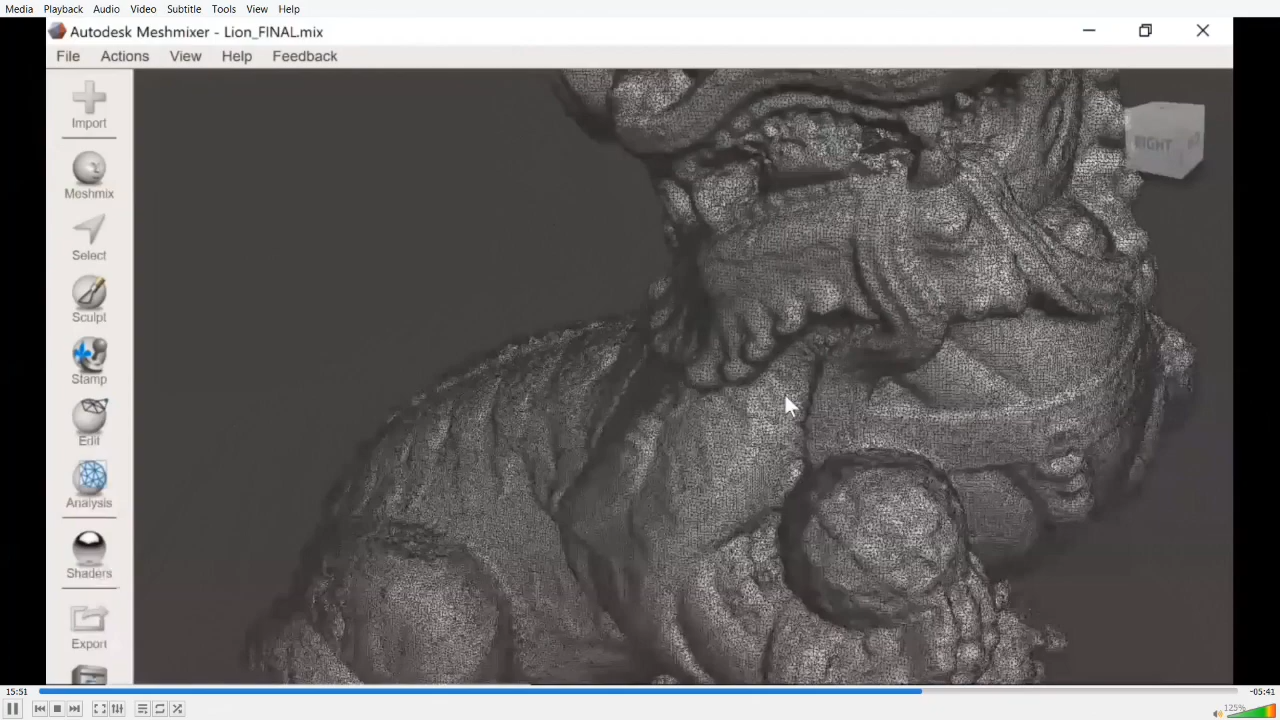 Media Playback Audio Video Subtitle Tools View Help
Autodesk Meshmixer - Lion_FINAL.mix
File Actions View Help Feedback
Import
Meshmix
Select
Sculpt
Stamp
Edit
Analysis
Shaders
Export
RIGHT
15:51
-05:41
125%